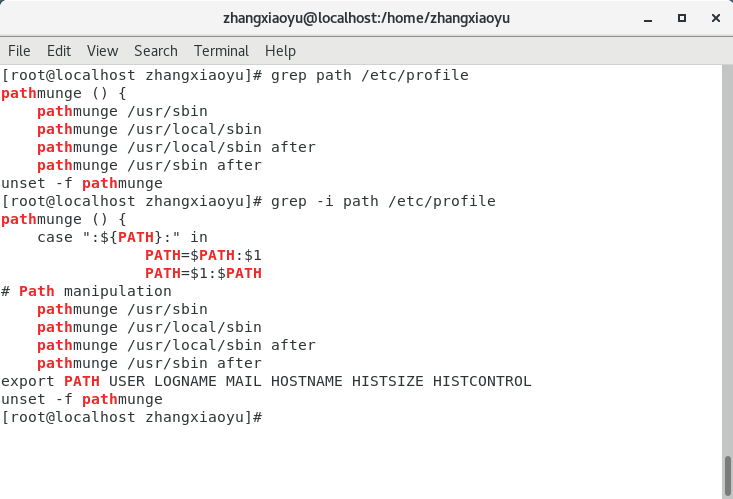 zhangxiaoyu@localhost:/home/zhangxiaoyu
File Edit View Search Terminal Help
[root@localhost zhangxiaoyu]# grep path /etc/profile
pathmunge () {
    pathmunge /usr/sbin
    pathmunge /usr/local/sbin
    pathmunge /usr/local/sbin after
    pathmunge /usr/sbin after
unset -f pathmunge
[root@localhost zhangxiaoyu]# grep -i path /etc/profile
pathmunge () {
    case ":${PATH}:" in
                PATH=$PATH:$1
                PATH=$1:$PATH
# Path manipulation
    pathmunge /usr/sbin
    pathmunge /usr/local/sbin
    pathmunge /usr/local/sbin after
    pathmunge /usr/sbin after
export PATH USER LOGNAME MAIL HOSTNAME HISTSIZE HISTCONTROL
unset -f pathmunge
[root@localhost zhangxiaoyu]#